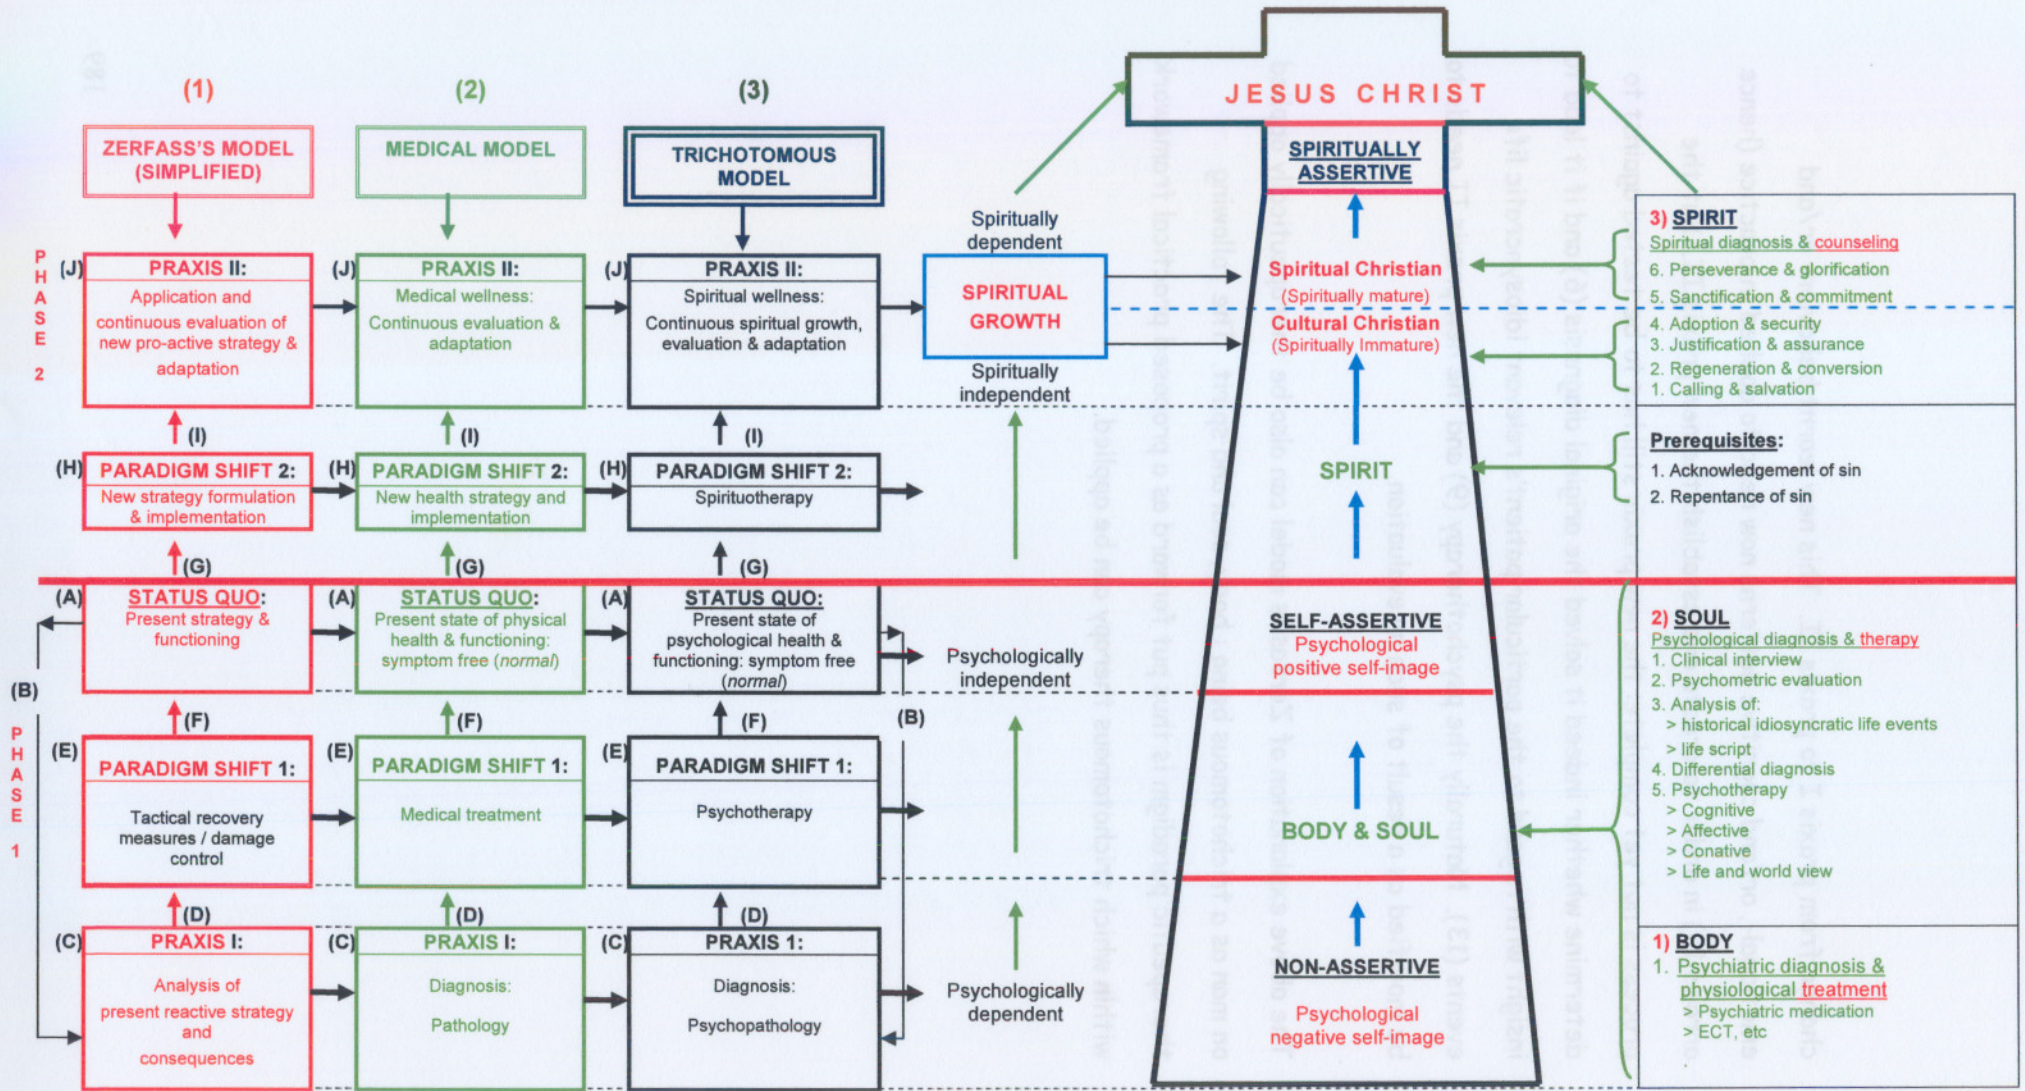 189
(1)
(2)
(3)
ZERFASS'S MODEL
(SIMPLIFIED)
MEDICAL MODEL
TRICHOTOMOUS
MODEL
PHASE 2
(J)
PRAXIS II:
Application and
continuous evaluation of
new pro-active strategy &
adaptation
(J)
PRAXIS II:
Medical wellness:
Continuous evaluation &
adaptation
(J)
PRAXIS II:
Spiritual wellness:
Continuous spiritual growth,
evaluation & adaptation
(I)
(I)
(I)
(H)
PARADIGM SHIFT 2:
New strategy formulation
& implementation
(H)
PARADIGM SHIFT 2:
New health strategy and
implementation
(H)
PARADIGM SHIFT 2:
Spirituotherapy
(G)
(G)
(G)
(A)
STATUS QUO:
Present strategy &
functioning
(A)
STATUS QUO:
Present state of physical
health & functioning:
symptom free (normal)
(A)
STATUS QUO:
Present state of
psychological health &
functioning: symptom free
(normal)
(B)
(B)
PHASE 1
(F)
(F)
(F)
(E)
PARADIGM SHIFT 1:
Tactical recovery
measures / damage
control
(E)
PARADIGM SHIFT 1:
Medical treatment
(E)
PARADIGM SHIFT 1:
Psychotherapy
(D)
(D)
(D)
(C)
PRAXIS I:
Analysis of
present reactive strategy
and
consequences
(C)
PRAXIS I:
Diagnosis:
Pathology
(C)
PRAXIS 1:
Diagnosis:
Psychopathology
Spiritually
dependent
SPIRITUAL
GROWTH
Spiritually
independent
Psychologically
independent
Psychologically
dependent
JESUS CHRIST
SPIRITUALLY
ASSERTIVE
Spiritual Christian
(Spiritually mature)
Cultural Christian
(Spiritually Immature)
SPIRIT
SELF-ASSERTIVE
Psychological
positive self-image
BODY & SOUL
NON-ASSERTIVE
Psychological
negative self-image
3) SPIRIT
Spiritual diagnosis & counseling
6. Perseverance & glorification
5. Sanctification & commitment
4. Adoption & security
3. Justification & assurance
2. Regeneration & conversion
1. Calling & salvation
Prerequisites:
1. Acknowledgement of sin
2. Repentance of sin
2) SOUL
Psychological diagnosis & therapy
1. Clinical interview
2. Psychometric evaluation
3. Analysis of:
> historical idiosyncratic life events
> life script
4. Differential diagnosis
5. Psychotherapy
> Cognitive
> Affective
> Conative
> Life and world view
1) BODY
1. Psychiatric diagnosis &
physiological treatment
> Psychiatric medication
> ECT, etc